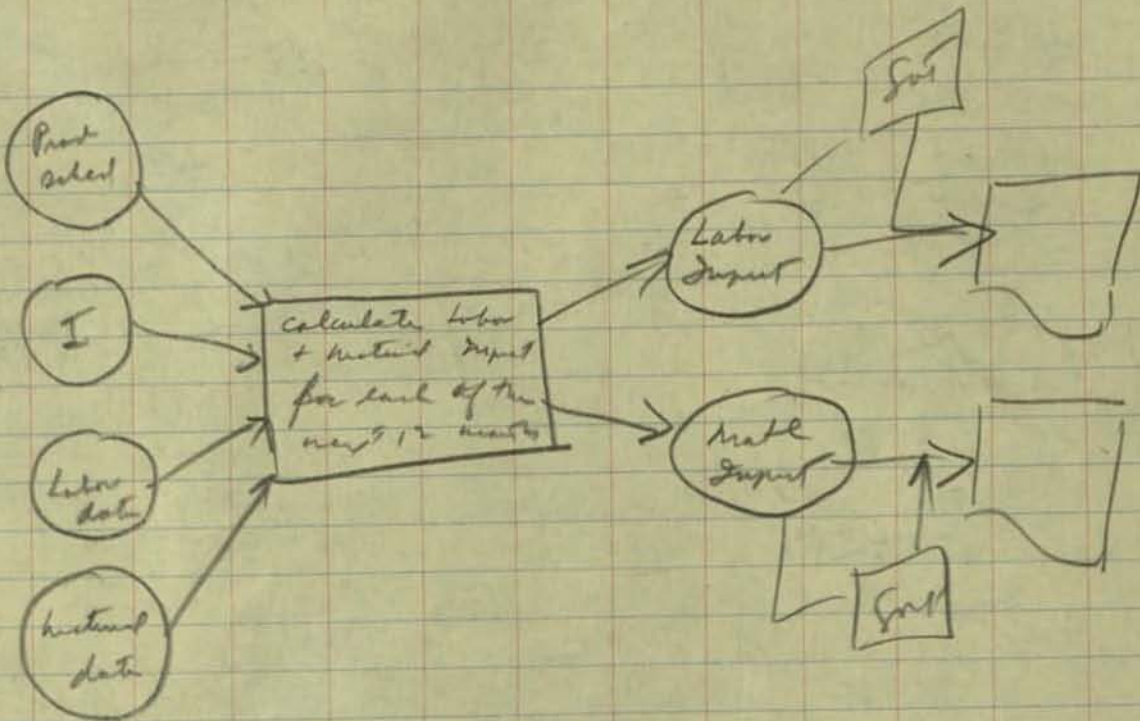 Prod
sched
I
Labor
data
Material
data
calculate Labor
+ Material Input
for each of the
next 12 months
Labor
Input
Matl
Input
Sort
Sort